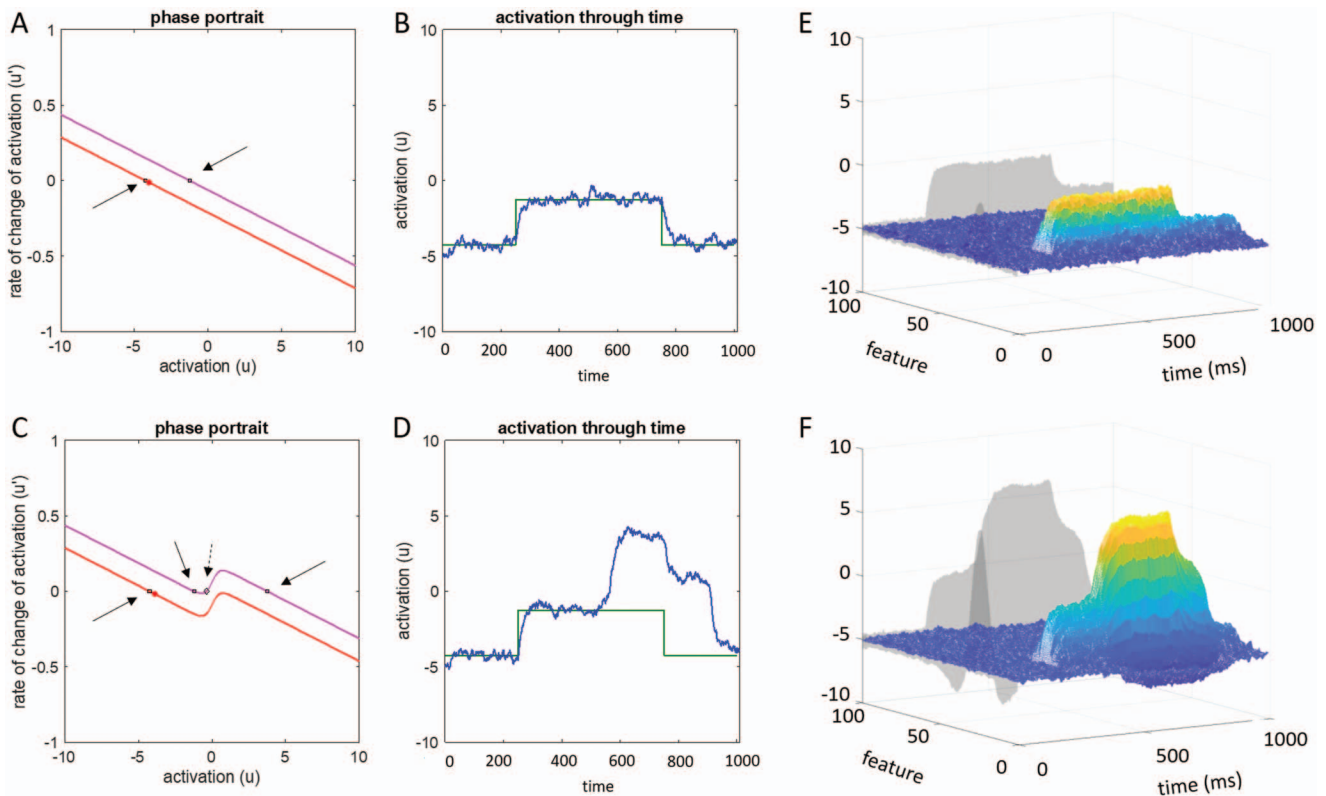 A
phase portrait
rate of change of activation (u')
1
0.5
0
-0.5
-1
-10
-5
0
5
10
activation (u)
B
activation through time
activation (u)
10
5
0
-5
-10
0
200
400
600
800
1000
time
E
10
5
0
-5
-10
100
50
0
feature
0
500
1000
time (ms)
C
phase portrait
rate of change of activation (u')
1
0.5
0
-0.5
-1
-10
-5
0
5
10
activation (u)
D
activation through time
activation (u)
10
5
0
-5
-10
0
200
400
600
800
1000
time
F
10
5
0
-5
-10
100
50
0
feature
0
500
1000
time (ms)